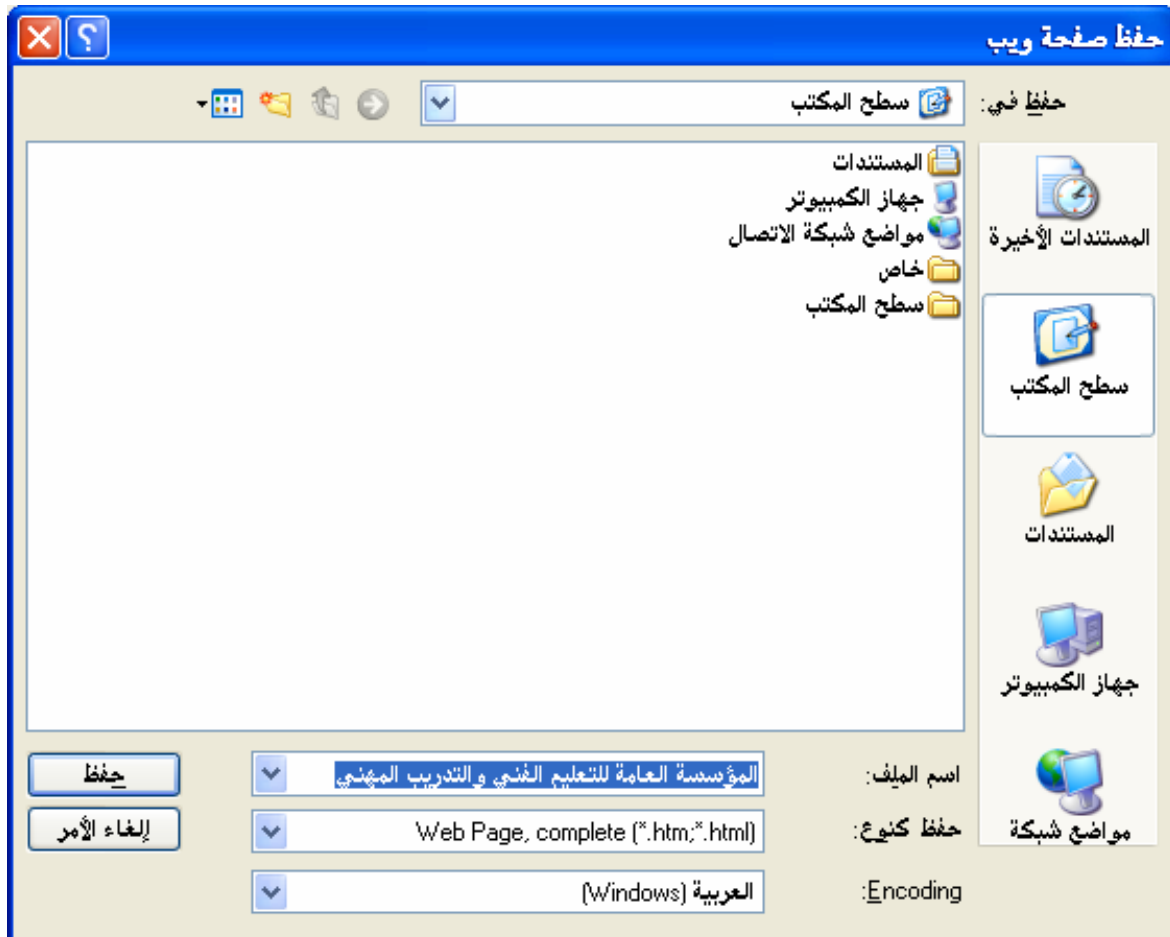 حفظ صفحة ويب
حفظ في:
سطح المكتب
المستندات
جهاز الكمبيوتر
مواضع شبكة الاتصال
خاص
سطح المكتب
المستندات الأخيرة
سطح المكتب
المستندات
جهاز الكمبيوتر
مواضع شبكة
اسم الملف:
المؤسسة العامة للتعليم الفني والتدريب المهني
حفظ
حفظ كنوع:
Web Page, complete (*.htm;*.html)
إلغاء الأمر
Encoding:
العربية (Windows)